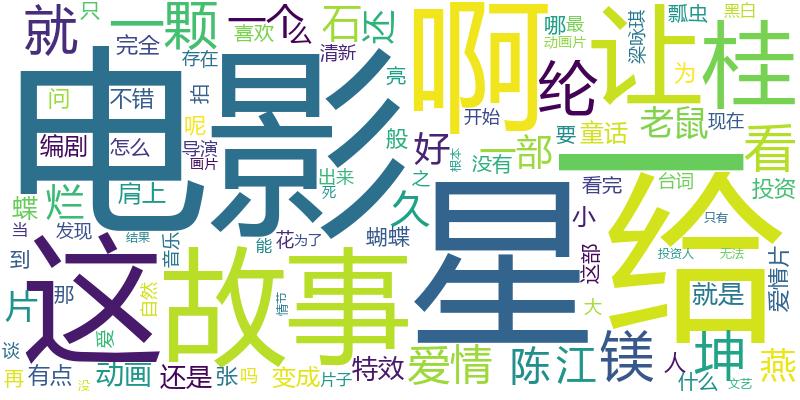 就 只 一颗 一个 么 石 还 哪 最 瓢虫 黑白
完全 喜欢 清新 动画片 梁咏琪
电影 啊 让 桂
存在 拍 亮 纶 为
问 不错 呢 开始 要 童话 老鼠 现在
编剧 怎么 导演 画片 般 好 一部 看
没有 根本 一
蝶 烂 肩上 出来 死 之 久 星 给 看完 台词 投资
当 发现 花 为了 蝴蝶 小 只有
到 那 结果 音乐 能 这部 投资人 无法 爱情片
这 故事
片 爱 自然 情节 大 就是
谈 有点 动画 还是 张 吗 特效 爱情 陈 江 镁 人 坤 燕
再 没 变成 片子 什么 文艺